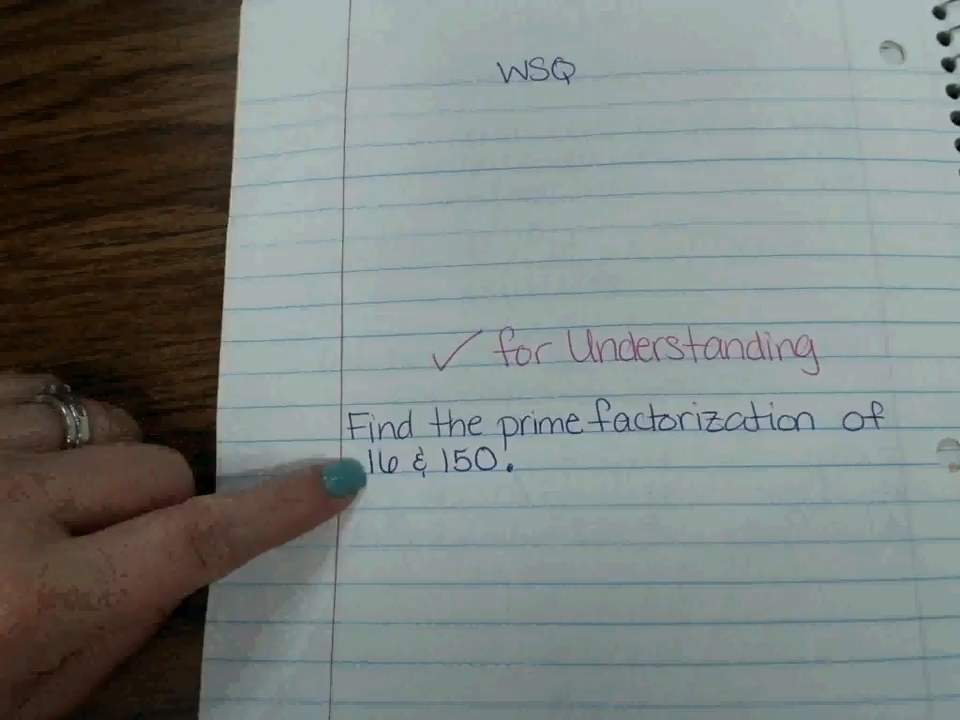 WSQ
✓ for Understanding
Find the prime factorization of
16 & 150.